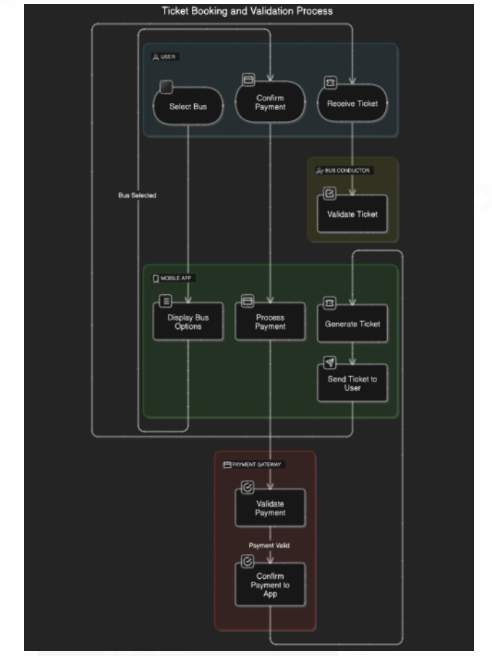 Ticket Booking and Validation Process
USER
Select Bus
Confirm
Payment
Receive Ticket
BUS CONDUCTOR
Validate Ticket
Bus Selected
MOBILE APP
Display Bus
Options
Process
Payment
Generate Ticket
Send Ticket to
User
PAYMENT GATEWAY
Validate
Payment
Payment Valid
Confirm
Payment to
App